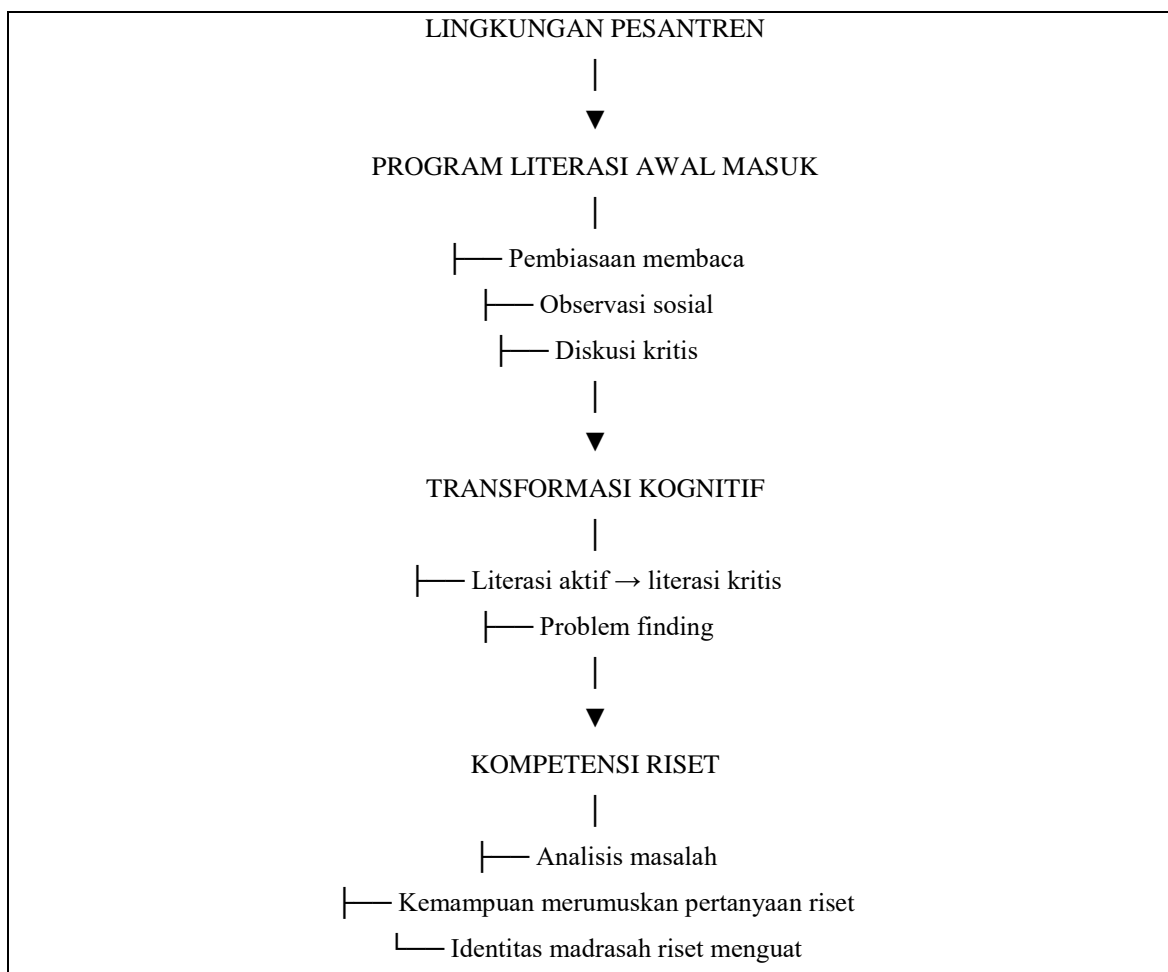 LINGKUNGAN PESANTREN
│
▼
PROGRAM LITERASI AWAL MASUK
│
├── Pembiasaan membaca
├── Observasi sosial
├── Diskusi kritis
│
▼
TRANSFORMASI KOGNITIF
│
├── Literasi aktif → literasi kritis
├── Problem finding
│
▼
KOMPETENSI RISET
│
├── Analisis masalah
├── Kemampuan merumuskan pertanyaan riset
└── Identitas madrasah riset menguat